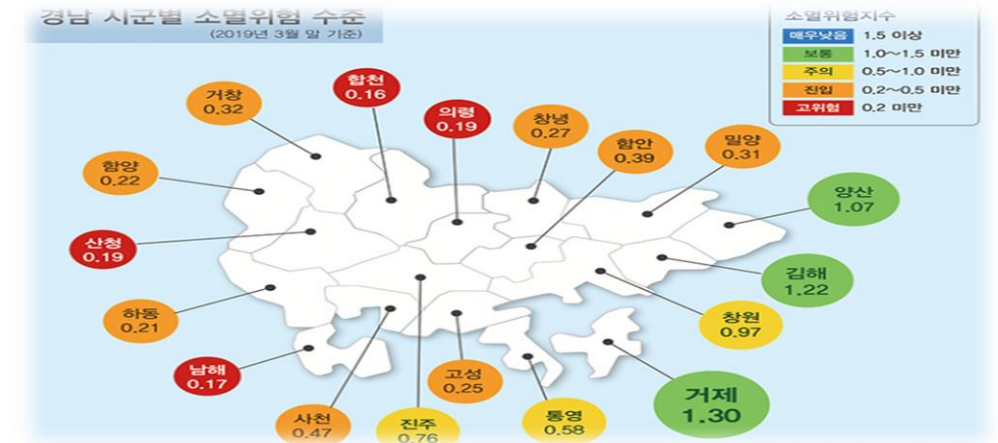 경남 시군별 소멸위험 수준
(2019년 3월 말 기준)
소멸위험지수
매우낮음 1.5 이상
보통 1.0~1.5 미만
주의 0.5~1.0 미만
진입 0.2~0.5 미만
고위험 0.2 미만
합천
0.16
거창
0.32
의령
0.19
창녕
0.27
함안
0.39
밀양
0.31
함양
0.22
양산
1.07
산청
0.19
김해
1.22
하동
0.21
창원
0.97
남해
0.17
고성
0.25
거제
1.30
사천
0.47
진주
0.76
통영
0.58